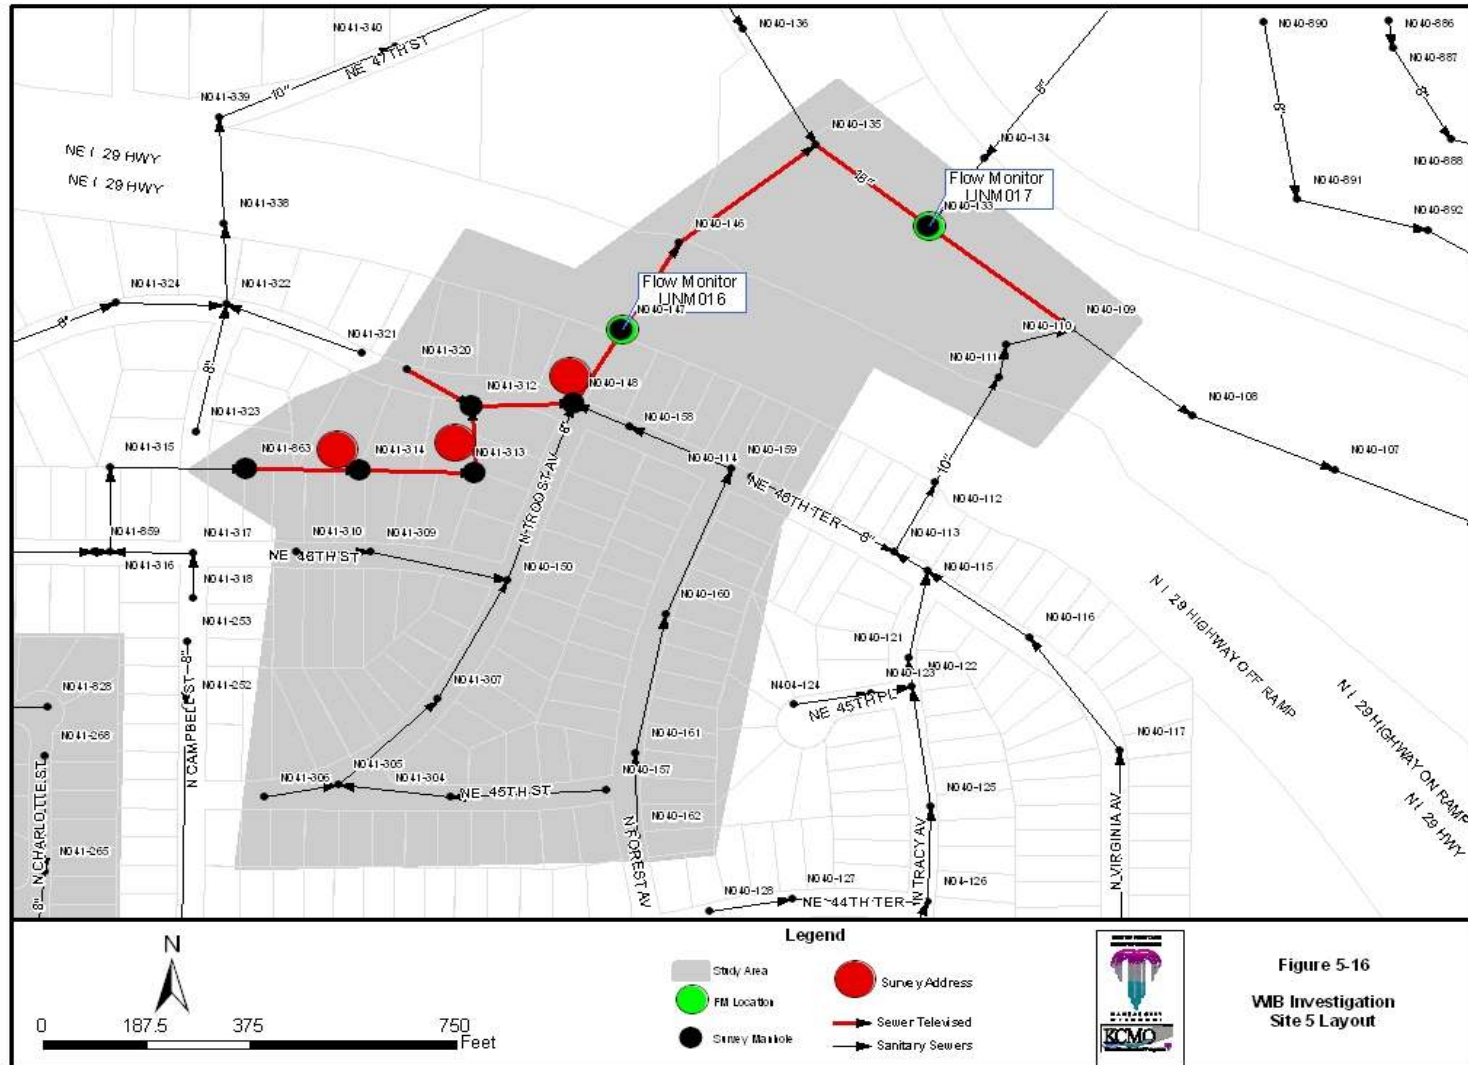 N041-340
N040-136
N040-890
N040-886
NE 47TH ST
N040-887
10"
8"
8"
N041-339
9"
N040-135
N040-134
NE I 29 HWY
NE I 29 HWY
N040-888
18"
Flow Monitor
IJNM017
N040-133
N040-891
N041-338
N040-146
N040-892
N041-324
N041-322
Flow Monitor
IJNM016
N040-147
8"
N041-321
N040-110
N040-109
N041-320
N040-111
8"
N041-312
N040-148
N041-323
N040-158
N040-108
8"
N041-315
N041-863
N041-314
N041-313
N040-114
N040-159
N040-107
10"
NE 46TH TER
N040-112
N TROOST AV
N041-859
N041-317
N041-310
N041-309
8"
N040-113
NE 46TH ST
N041-316
N041-318
N040-150
N040-115
N I 29 HIGHWAY OFF RAMP
N041-253
N040-160
N040-116
N040-121
8"
N040-122
N040-123
N041-828
N041-252
N041-307
N404-124
NE 45TH PL
N I 29 HIGHWAY ON RAMP
N041-268
N CAMPBELL ST
N040-161
N040-117
N041-305
N041-306
N041-304
N040-157
NE 45TH ST
N I 29 HWY
N CHARLOTTE ST
N040-125
N040-162
N041-265
N FOREST AV
N TRACY AV
N VIRGINIA AV
N040-128
N040-127
N04-126
8"
NE 44TH TER
Legend
N
Study Area
Survey Address
FM Location
Sewer Televised
Survey Manhole
Sanitary Sewers
0 187.5 375 750
Feet
KCMO
Figure 5-16
WIB Investigation
Site 5 Layout